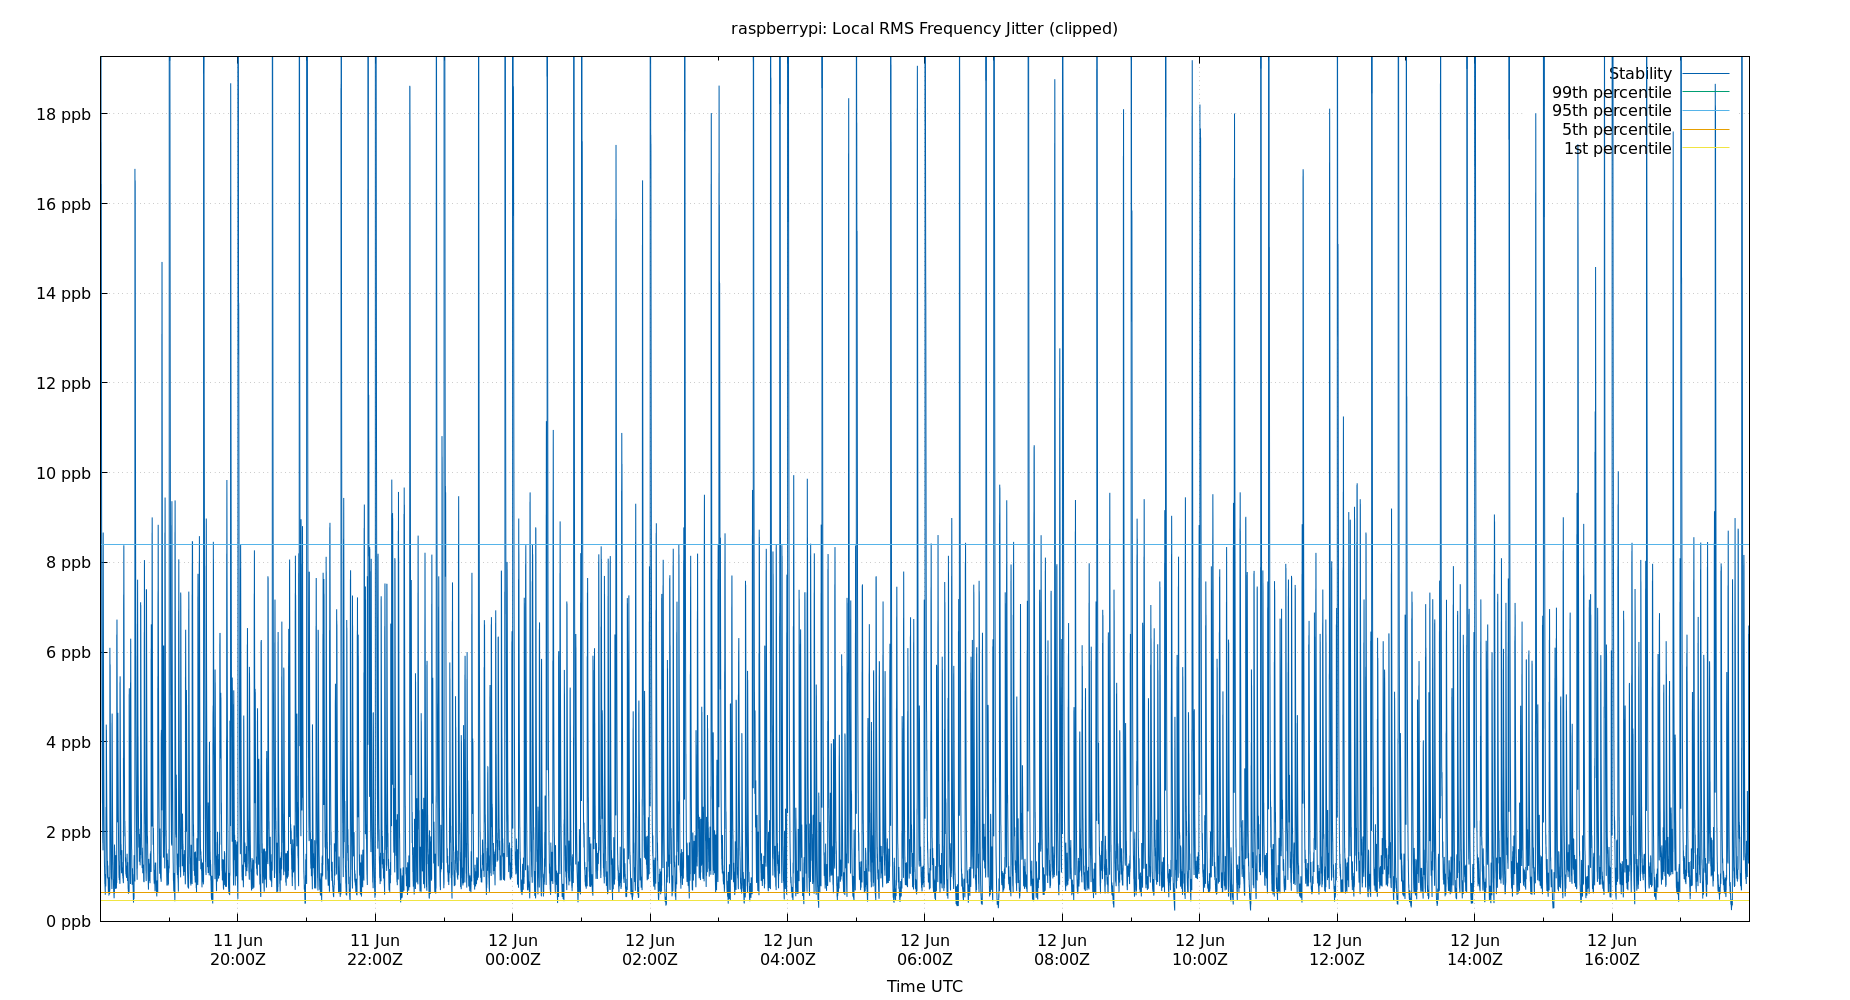 raspberrypi: Local RMS Frequency Jitter (clipped)
Stability
99th percentile
95th percentile
5th percentile
1st percentile
18 ppb
16 ppb
14 ppb
12 ppb
10 ppb
8 ppb
6 ppb
4 ppb
2 ppb
0 ppb
11 Jun 11 Jun 12 Jun 12 Jun 12 Jun 12 Jun 12 Jun 12 Jun 12 Jun 12 Jun 12 Jun
20:00Z 22:00Z 00:00Z 02:00Z 04:00Z 06:00Z 08:00Z 10:00Z 12:00Z 14:00Z 16:00Z
Time UTC